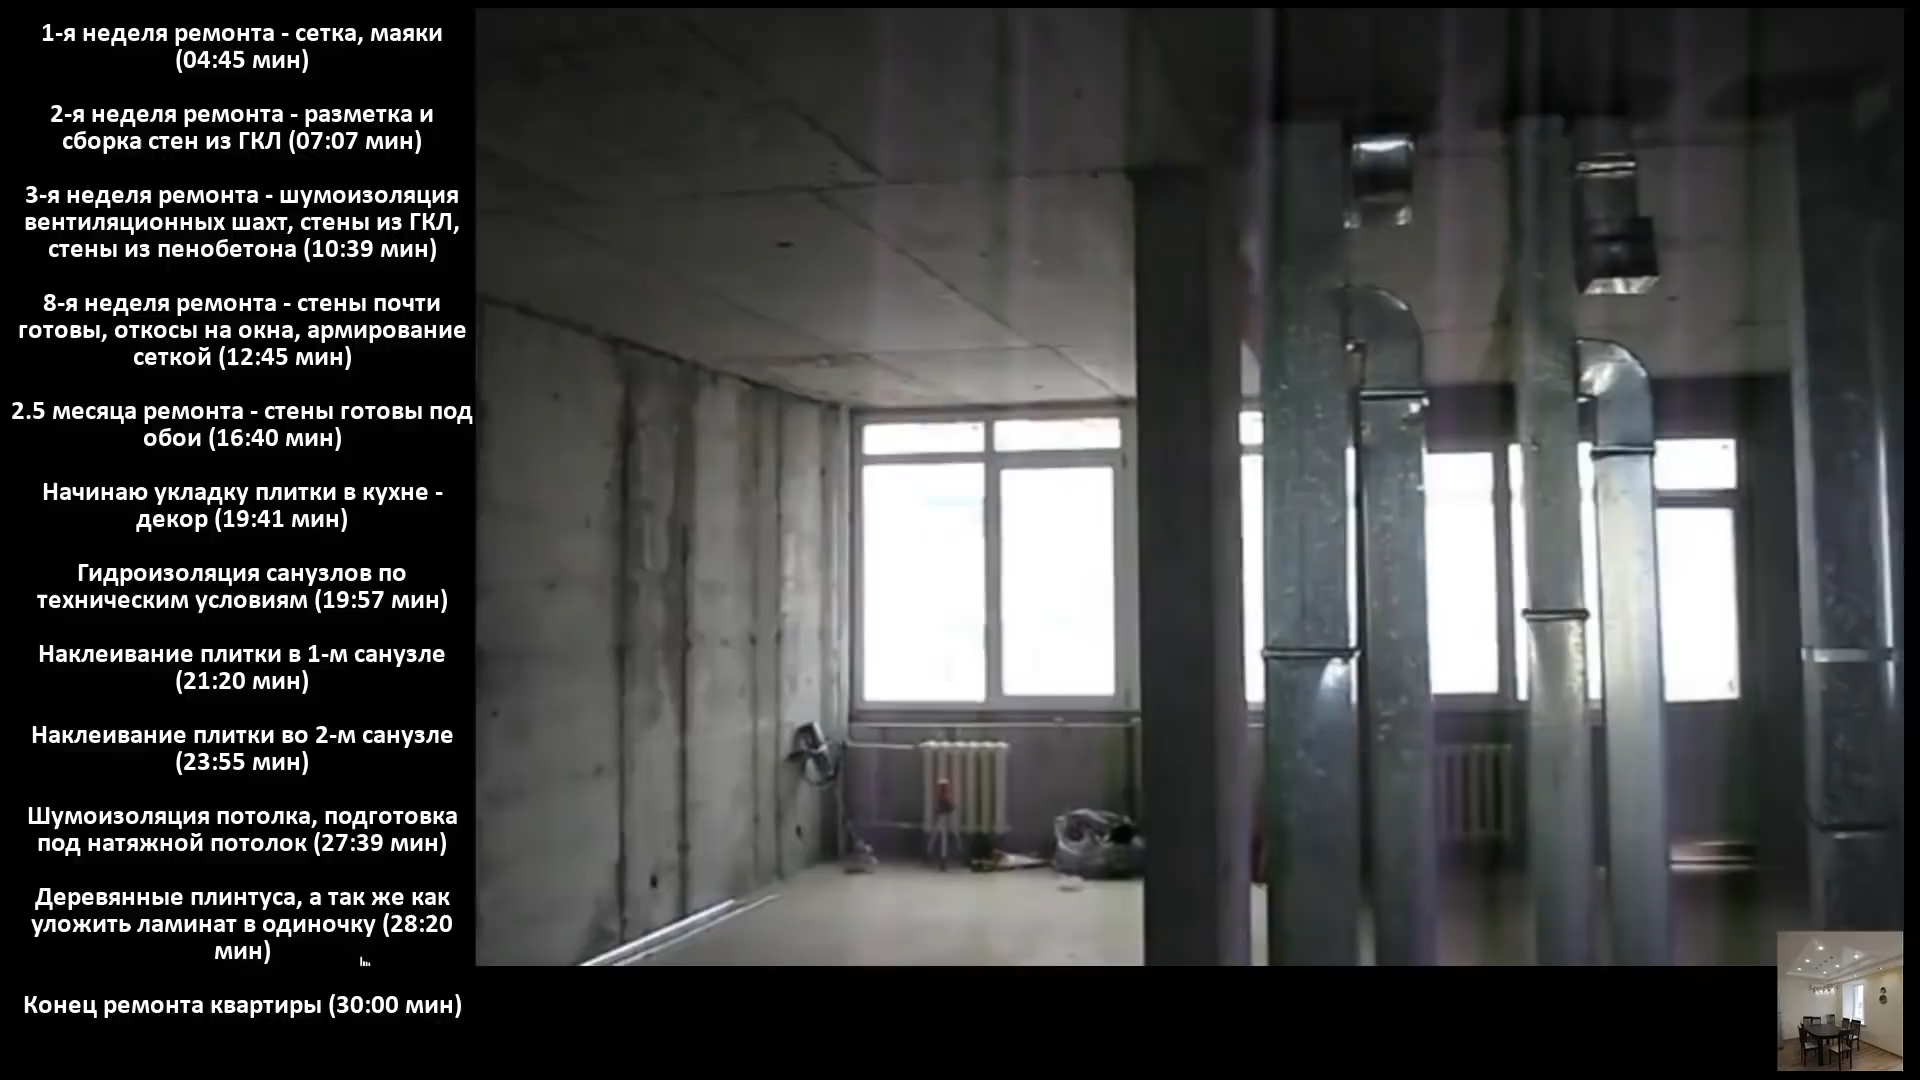 1-я неделя ремонта - сетка, маяки
(04:45 мин)
2-я неделя ремонта - разметка и
сборка стен из ГКЛ (07:07 мин)
3-я неделя ремонта - шумоизоляция
вентиляционных шахт, стены из ГКЛ,
стены из пенобетона (10:39 мин)
8-я неделя ремонта - стены почти
готовы, откосы на окна, армирование
сеткой (12:45 мин)
2.5 месяца ремонта - стены готовы под
обои (16:40 мин)
Начинаю укладку плитки в кухне -
декор (19:41 мин)
Гидроизоляция санузлов по
техническим условиям (19:57 мин)
Наклеивание плитки в 1-м санузле
(21:20 мин)
Наклеивание плитки во 2-м санузле
(23:55 мин)
Шумоизоляция потолка, подготовка
под натяжной потолок (27:39 мин)
Деревянные плинтуса, а так же как
уложить ламинат в одиночку (28:20
мин)
Конец ремонта квартиры (30:00 мин)